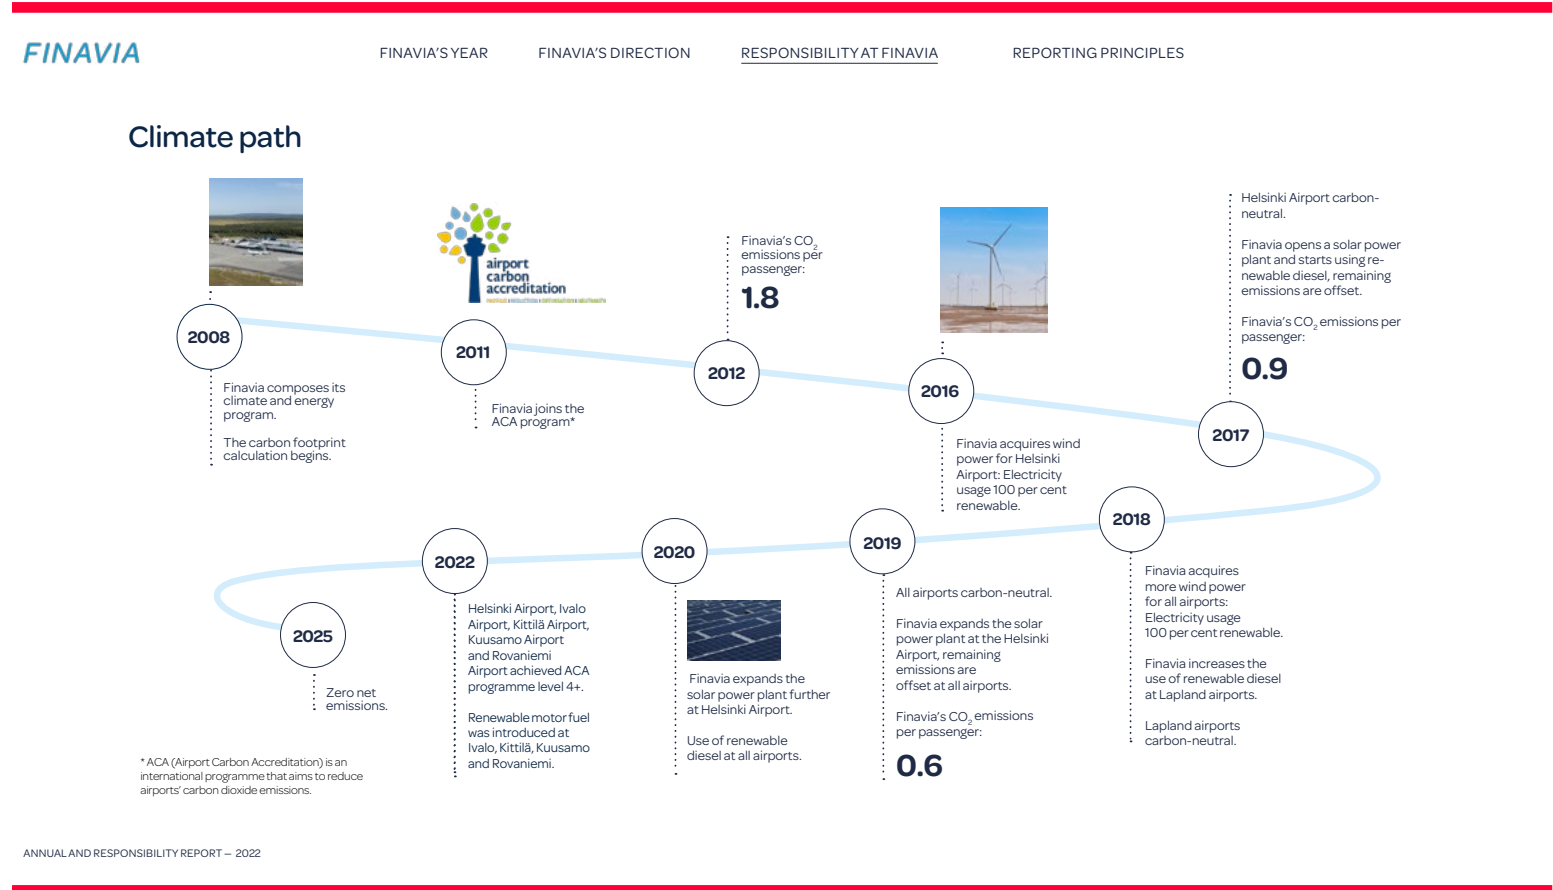 FINAVIA
FINAVIA'S YEAR
FINAVIA'S DIRECTION
RESPONSIBILITY AT FINAVIA
REPORTING PRINCIPLES
Climate path
2008
Finavia composes its
climate and energy
program.
The carbon footprint
calculation begins.
airport
carbon
accreditation
2011
Finavia joins the
ACA program*
Finavia's CO2
emissions per
passenger:
1.8
2012
2016
Finavia acquires wind
power for Helsinki
Airport: Electricity
usage 100 per cent
renewable.
Helsinki Airport carbon-
neutral.
Finavia opens a solar power
plant and starts using re-
newable diesel, remaining
emissions are offset.
Finavia's CO2 emissions per
passenger:
0.9
2017
2018
Finavia acquires
more wind power
for all airports:
Electricity usage
100 per cent renewable.
Finavia increases the
use of renewable diesel
at Lapland airports.
Lapland airports
carbon-neutral.
2019
All airports carbon-neutral.
Finavia expands the solar
power plant at the Helsinki
Airport, remaining
emissions are
offset at all airports.
Finavia's CO2 emissions
per passenger:
0.6
2020
Finavia expands the
solar power plant further
at Helsinki Airport.
Use of renewable
diesel at all airports.
2022
Helsinki Airport, Ivalo
Airport, Kittilä Airport,
Kuusamo Airport
and Rovaniemi
Airport achieved ACA
programme level 4+.
Renewable motor fuel
was introduced at
Ivalo, Kittilä, Kuusamo
and Rovaniemi.
2025
Zero net
emissions.
* ACA (Airport Carbon Accreditation) is an
international programme that aims to reduce
airports' carbon dioxide emissions.
ANNUAL AND RESPONSIBILITY REPORT — 2022